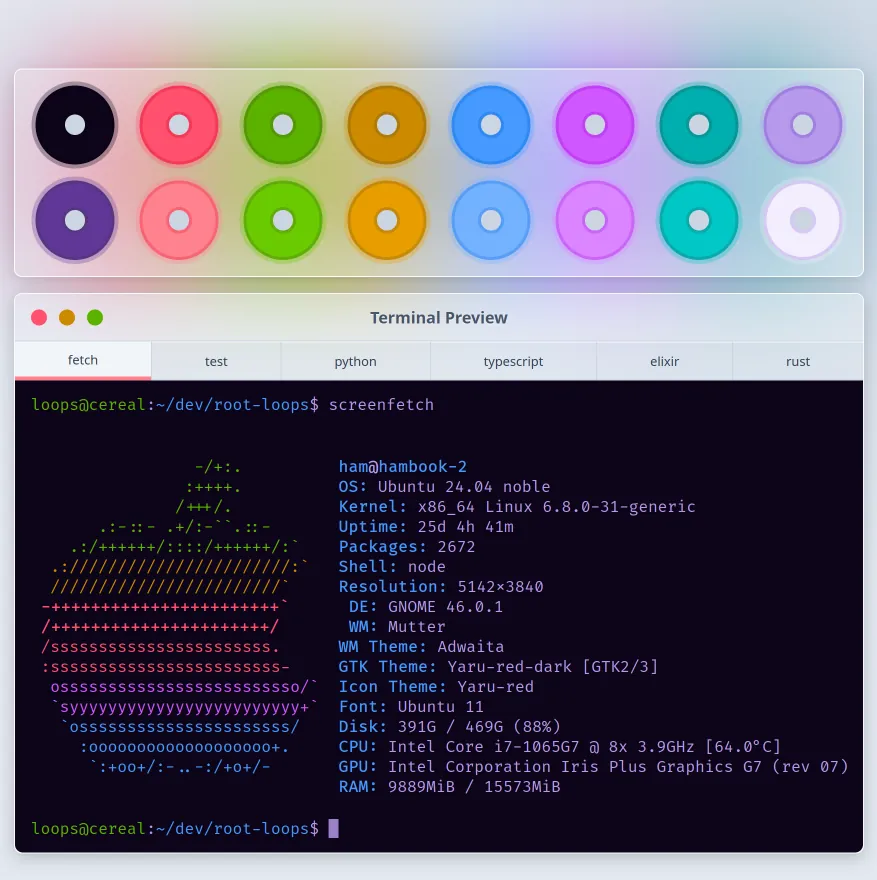 Terminal Preview
fetch test python typescript elixir rust
loops@cereal:~/dev/root-loops$ screenfetch
-/+:. ham@hambook-2
:++++. OS: Ubuntu 24.04 noble
/+++/. Kernel: x86_64 Linux 6.8.0-31-generic
.:-::- .+/:-``.::- Uptime: 25d 4h 41m
.:/++++++/::::/++++++/:` Packages: 2672
.:///////////////////////:` Shell: node
////////////////////////` Resolution: 5142×3840
-++++++++++++++++++++++++` DE: GNOME 46.0.1
/++++++++++++++++++++++/ WM: Mutter
/sssssssssssssssssssssss. WM Theme: Adwaita
:ssssssssssssssssssssssss- GTK Theme: Yaru-red-dark [GTK2/3]
osssssssssssssssssssssssso/` Icon Theme: Yaru-red
`syyyyyyyyyyyyyyyyyyyyyyyy+` Font: Ubuntu 11
`ossssssssssssssssssssss/ Disk: 391G / 469G (88%)
:ooooooooooooooooooo+. CPU: Intel Core i7-1065G7 @ 8x 3.9GHz [64.0°C]
`:+oo+/:-..-:/+o+/- GPU: Intel Corporation Iris Plus Graphics G7 (rev 07)
RAM: 9889MiB / 15573MiB
loops@cereal:~/dev/root-loops$